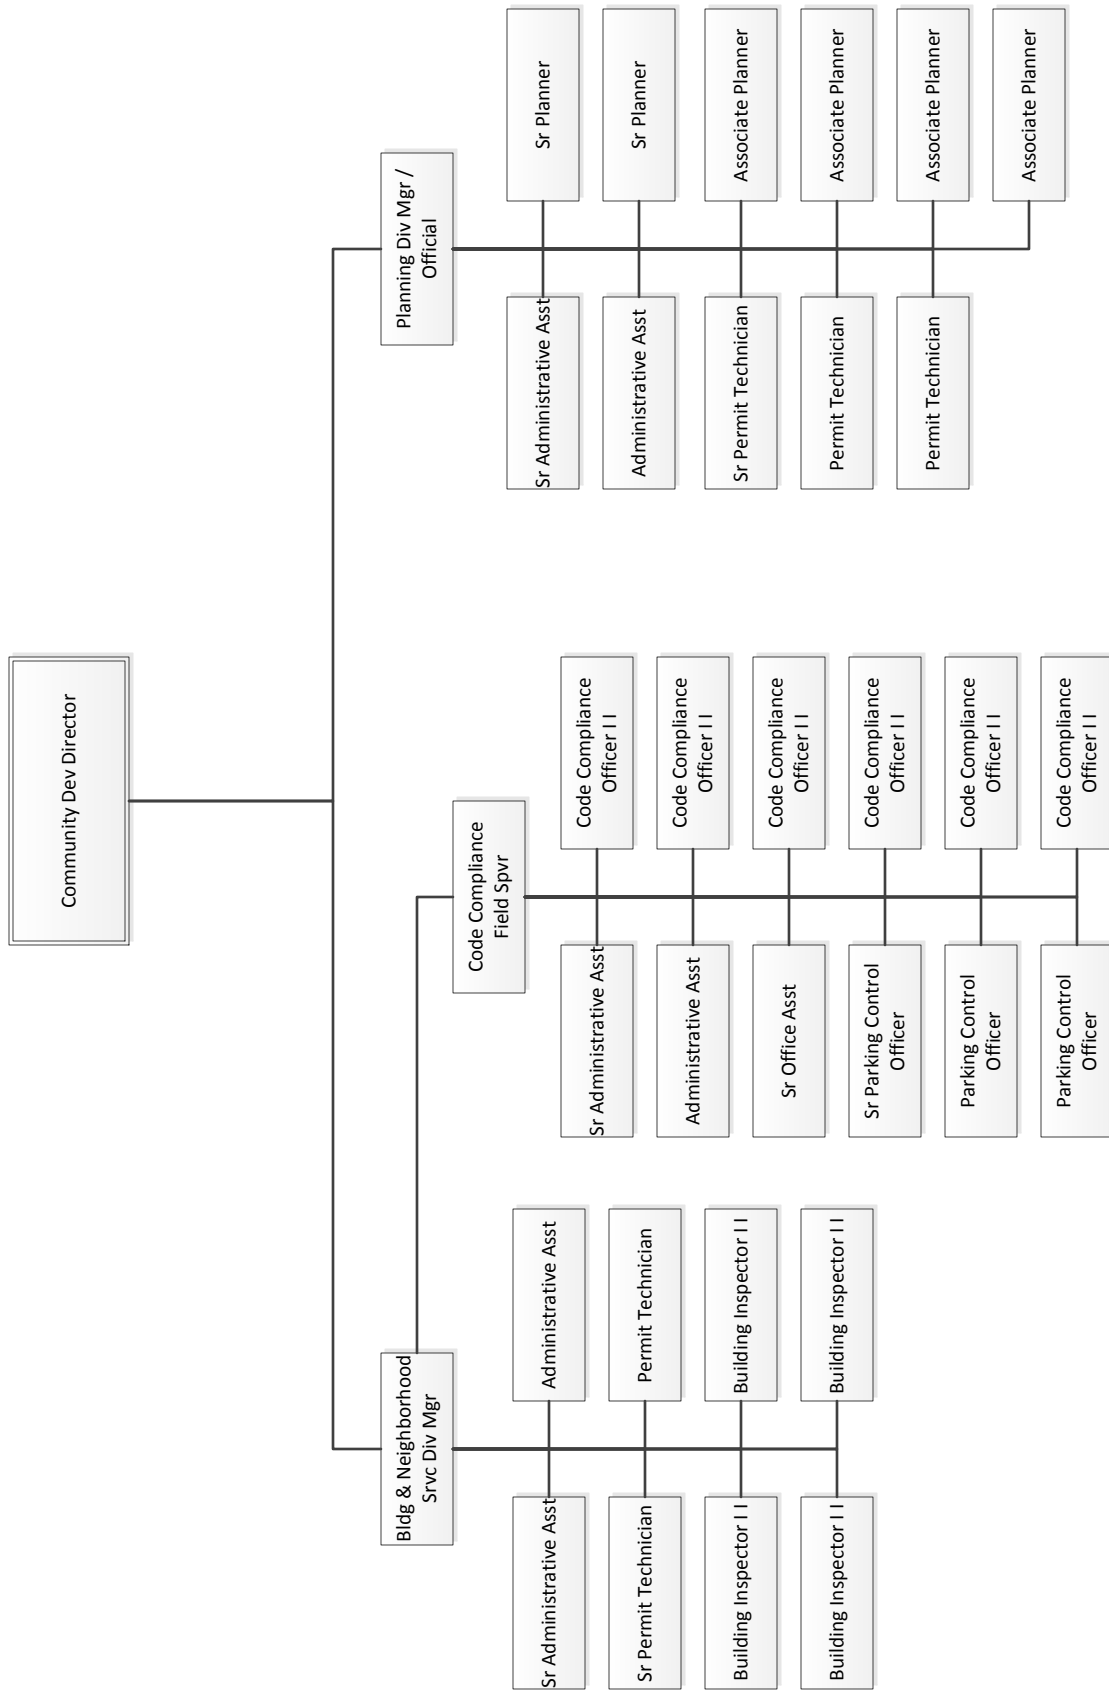 Community Dev Director
Bldg & Neighborhood
Srvc Div Mgr
Sr Administrative Asst
Administrative Asst
Sr Permit Technician
Permit Technician
Building Inspector I I
Building Inspector I I
Building Inspector I I
Building Inspector I I
Code Compliance
Field Spvr
Sr Administrative Asst
Code Compliance
Officer I I
Administrative Asst
Code Compliance
Officer I I
Sr Office Asst
Code Compliance
Officer I I
Sr Parking Control
Officer
Code Compliance
Officer I I
Parking Control
Officer
Code Compliance
Officer I I
Parking Control
Officer
Code Compliance
Officer I I
Planning Div Mgr /
Official
Sr Administrative Asst
Sr Planner
Administrative Asst
Sr Planner
Sr Permit Technician
Associate Planner
Permit Technician
Associate Planner
Permit Technician
Associate Planner
Associate Planner